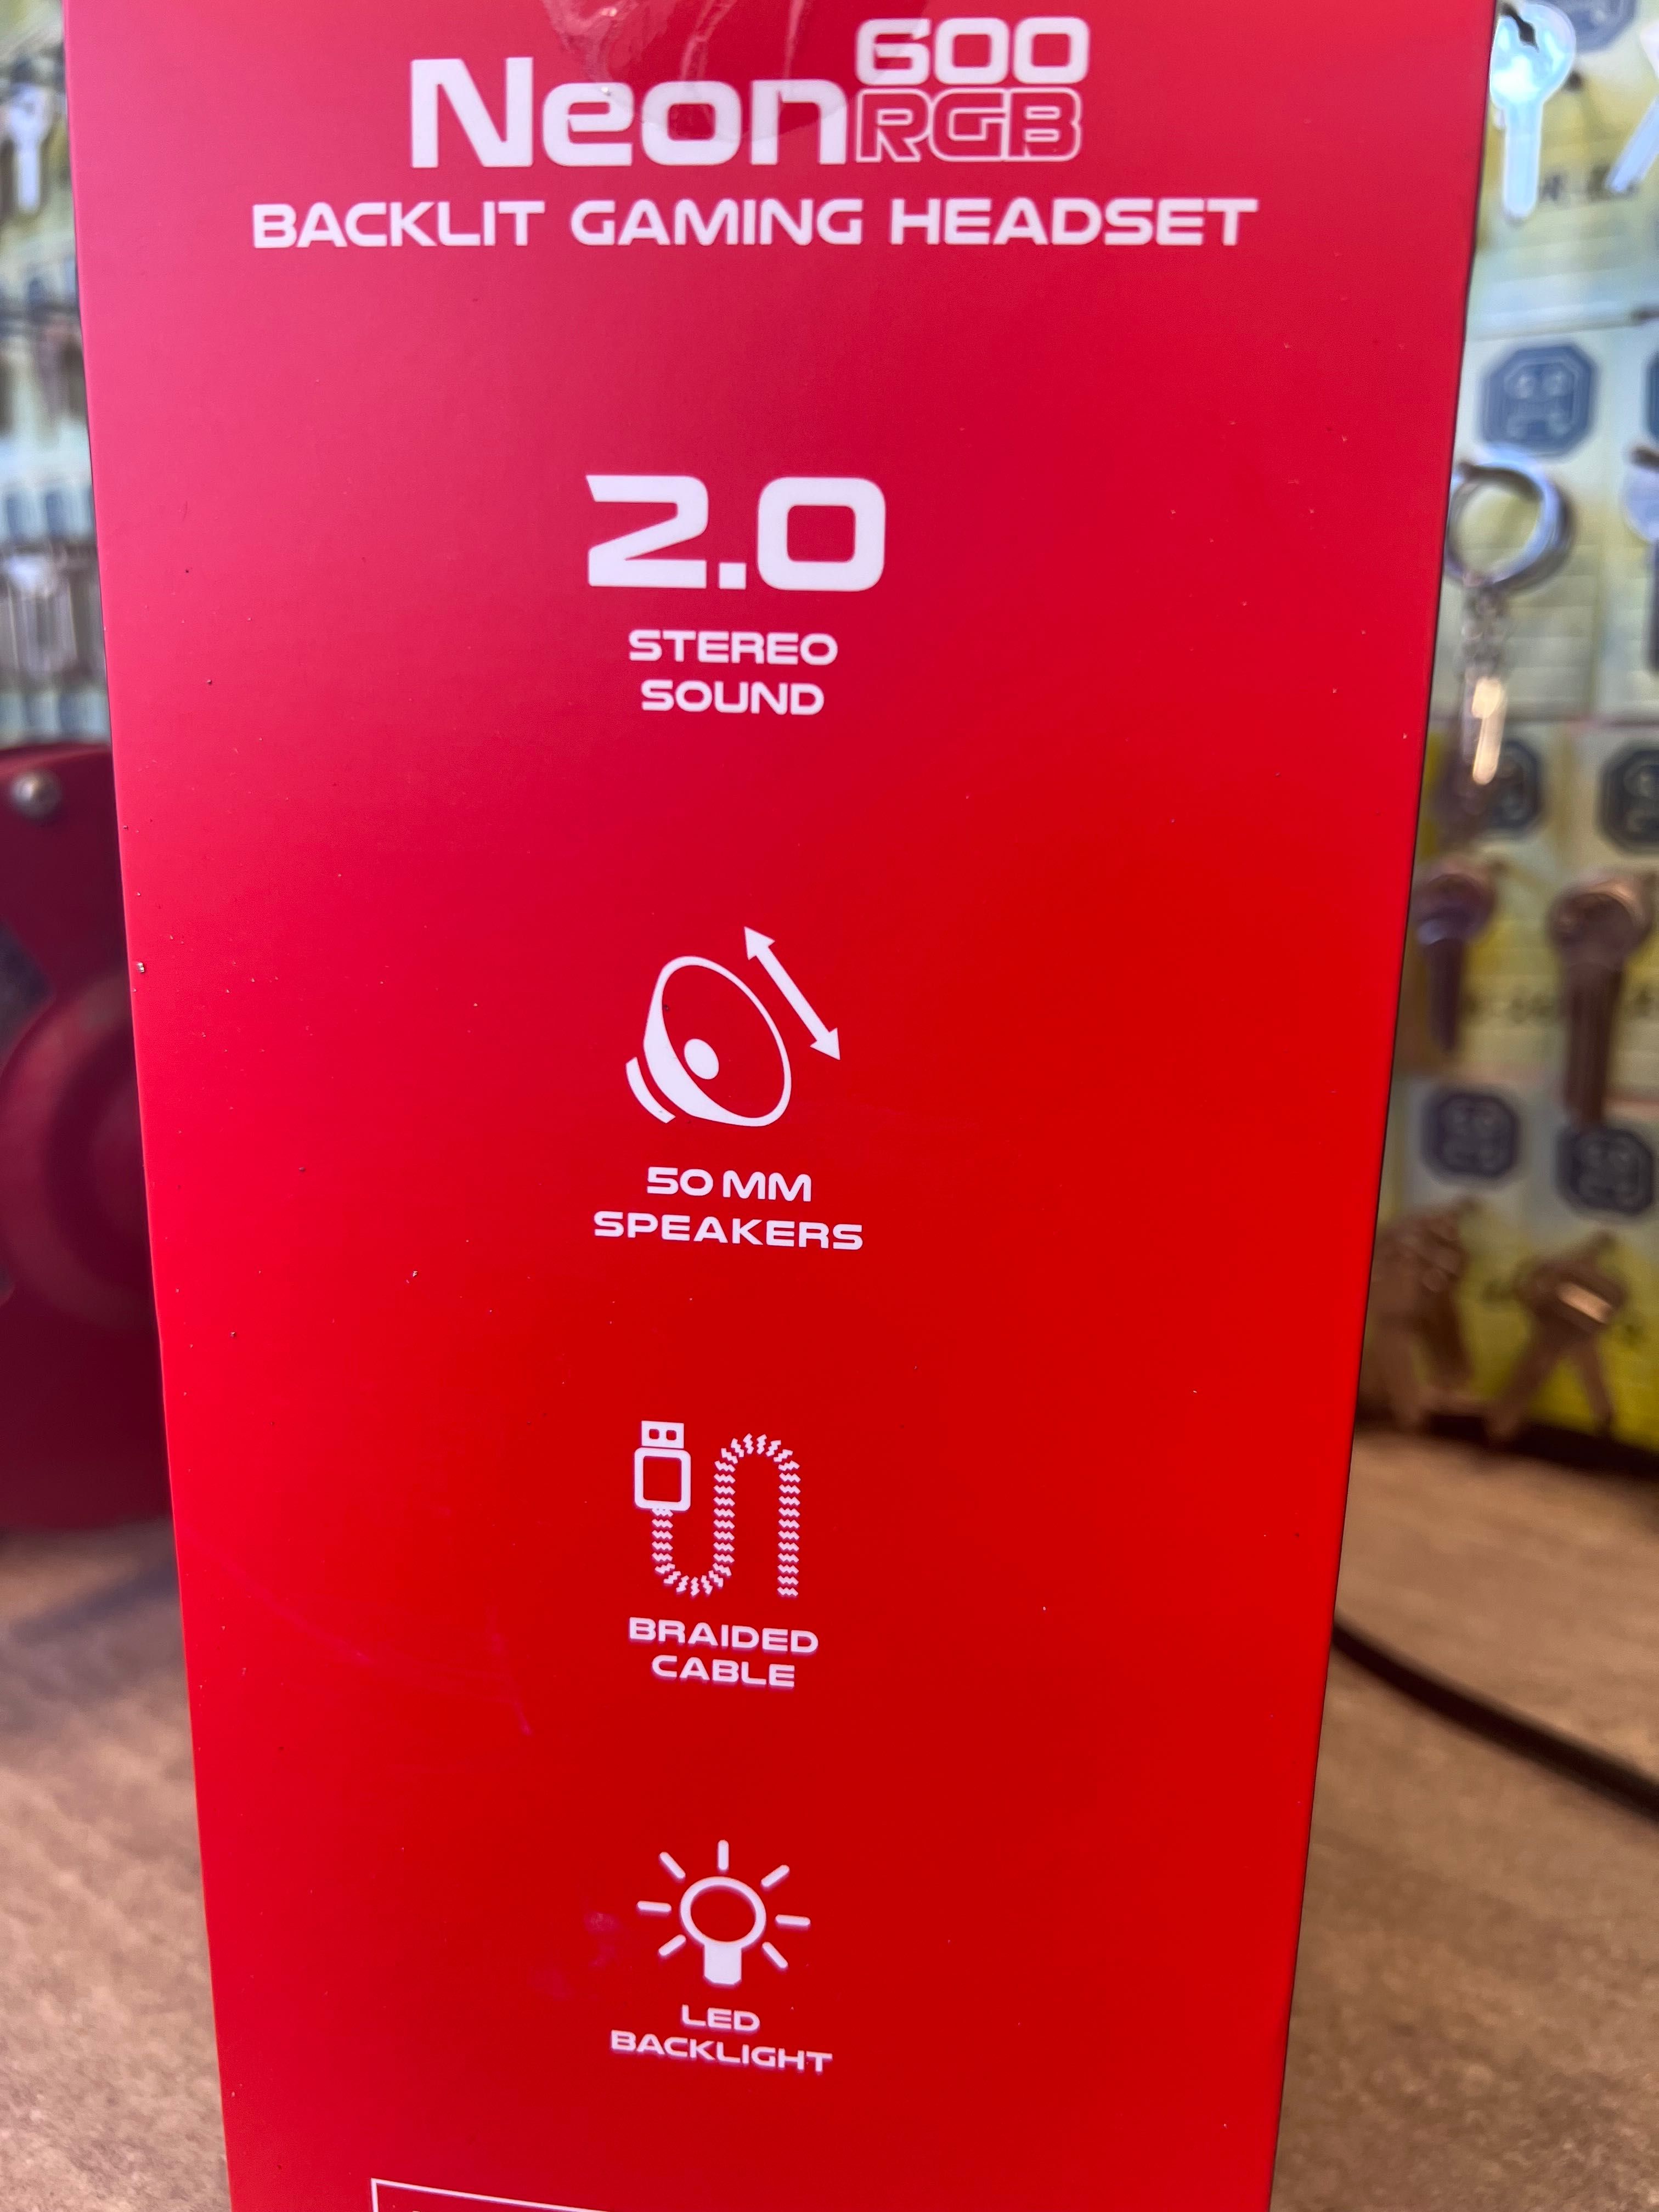 Neon 600
RGB
BACKLIT GAMING HEADSET
2.0
STEREO
SOUND
50 MM
SPEAKERS
BRAIDED
CABLE
LED
BACKLIGHT